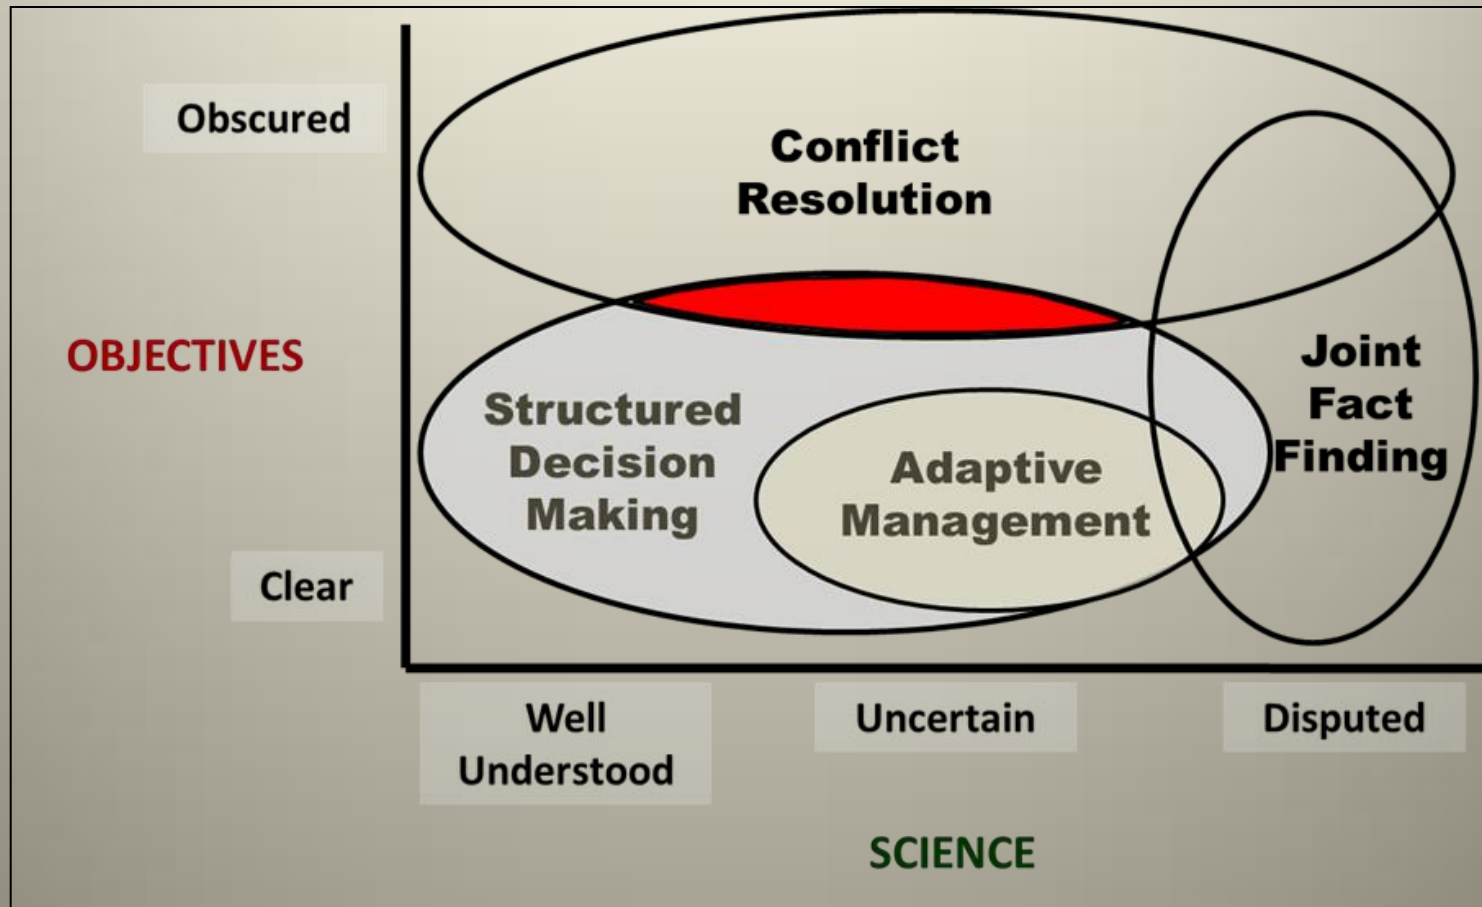 Obscured
Conflict
Resolution
OBJECTIVES
Joint
Fact
Finding
Structured
Decision
Making
Adaptive
Management
Clear
Well
Understood
Uncertain
Disputed
SCIENCE